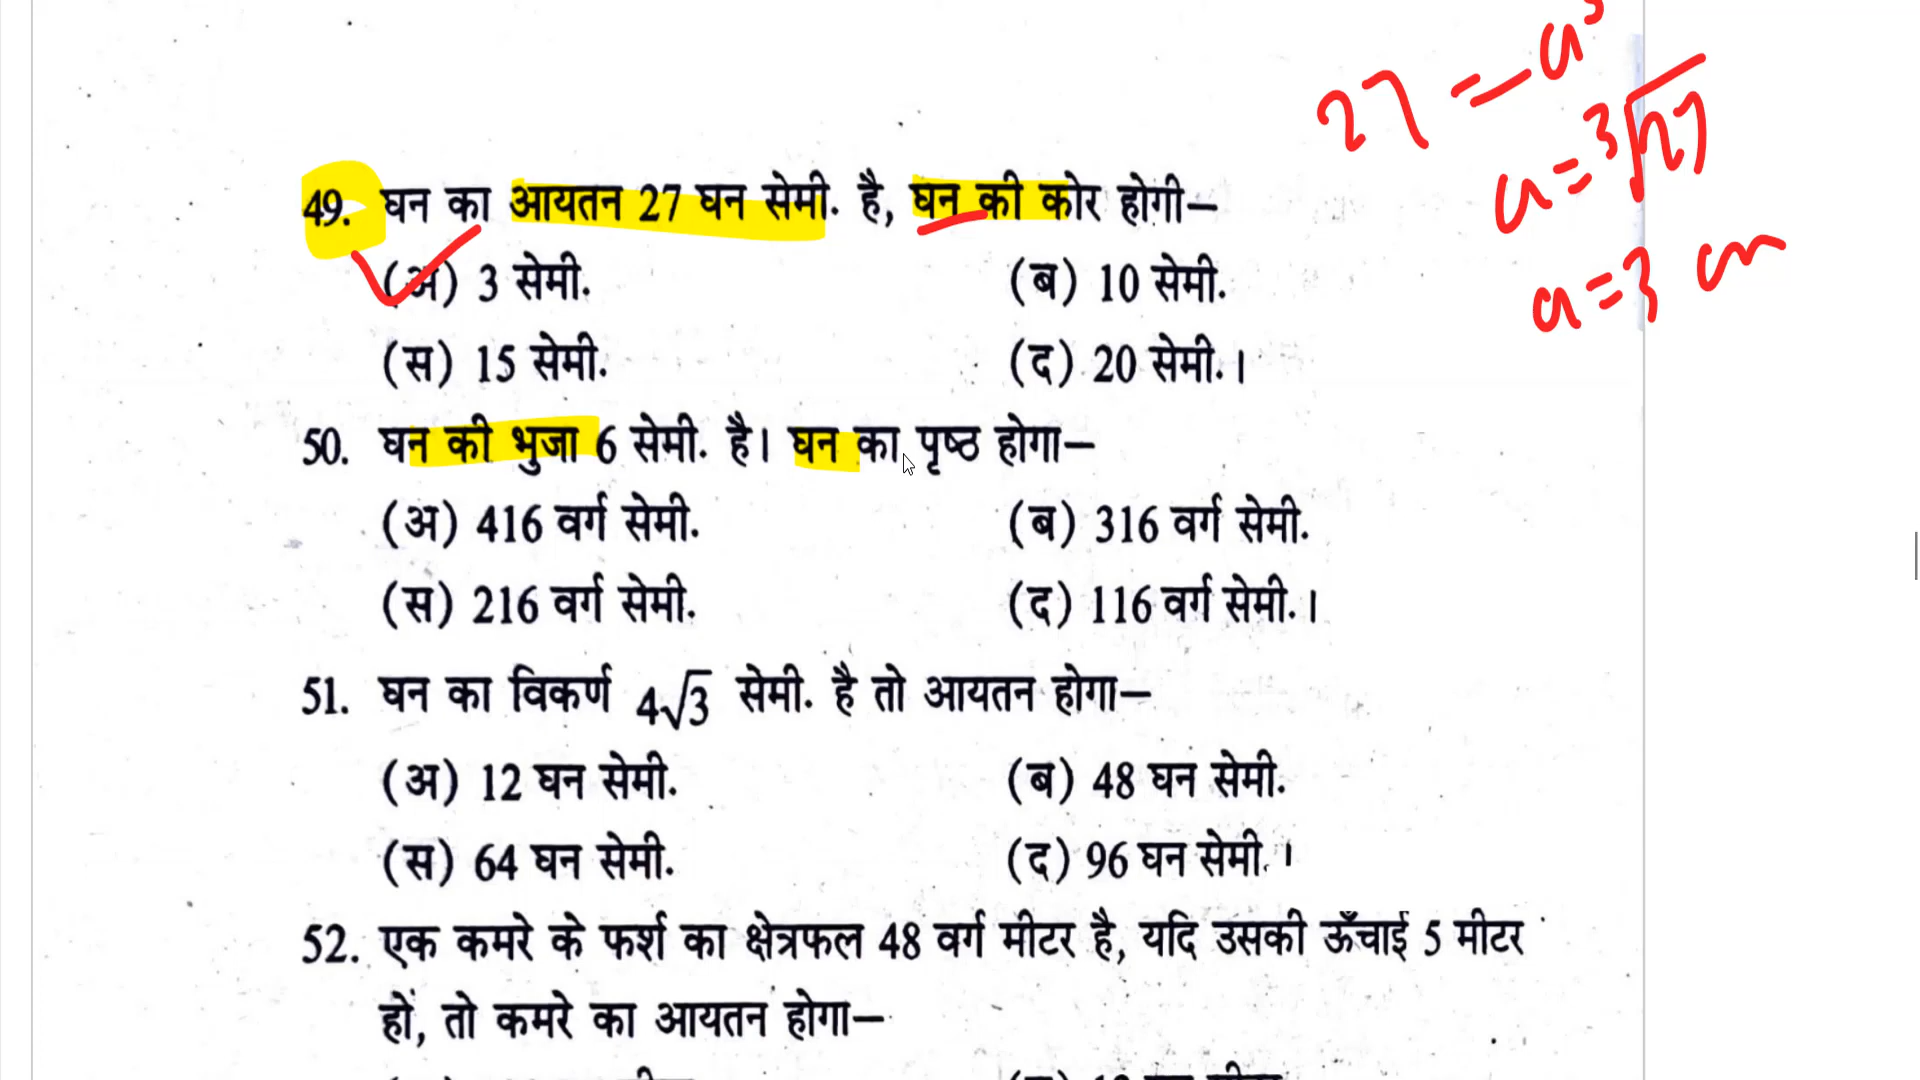 27 = a³
a = ³√27
a = 3 cm
49. घन का आयतन 27 घन सेमी. है, घन की कोर होगी—
(अ) 3 सेमी. (ब) 10 सेमी.
(स) 15 सेमी. (द) 20 सेमी.।
50. घन की भुजा 6 सेमी. है। घन का पृष्ठ होगा—
(अ) 416 वर्ग सेमी. (ब) 316 वर्ग सेमी.
(स) 216 वर्ग सेमी. (द) 116 वर्ग सेमी.।
51. घन का विकर्ण 4√3 सेमी. है तो आयतन होगा—
(अ) 12 घन सेमी. (ब) 48 घन सेमी.
(स) 64 घन सेमी. (द) 96 घन सेमी.।
52. एक कमरे के फर्श का क्षेत्रफल 48 वर्ग मीटर है, यदि उसकी ऊँचाई 5 मीटर
हों, तो कमरे का आयतन होगा—